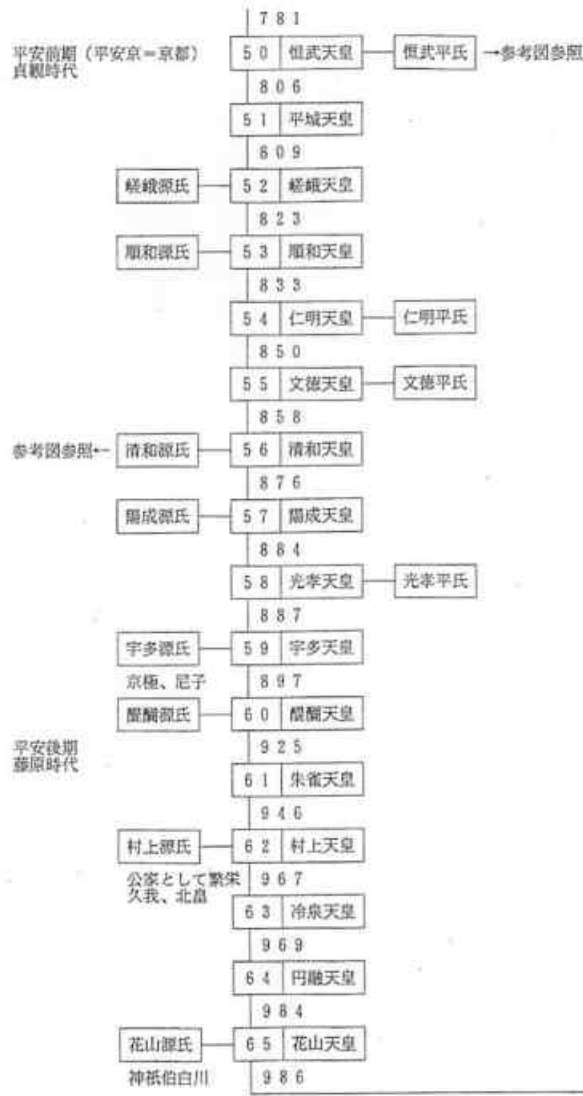 781
平安前期（平安京＝京都）
貞観時代
50 恒武天皇 恒武平氏 →参考図参照
806
51 平城天皇
809
嵯峨源氏 52 嵯峨天皇
823
順和源氏 53 順和天皇
833
54 仁明天皇 仁明平氏
850
55 文徳天皇 文徳平氏
858
参考図参照← 清和源氏 56 清和天皇
876
陽成源氏 57 陽成天皇
884
58 光孝天皇 光孝平氏
887
宇多源氏 59 宇多天皇
京極、尼子 897
醍醐源氏 60 醍醐天皇
平安後期
藤原時代
925
61 朱雀天皇
946
村上源氏 62 村上天皇
公家として繁栄 967
久我、北畠
63 冷泉天皇
969
64 円融天皇
984
花山源氏 65 花山天皇
神祇伯白川 986